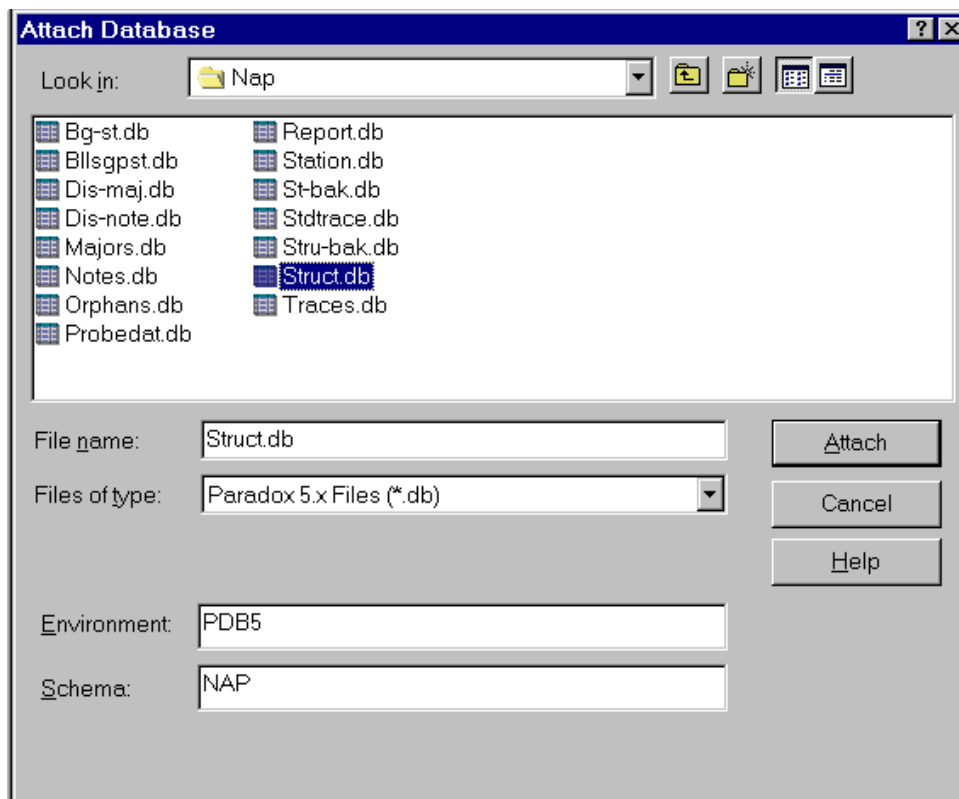 Attach Database
Look in: Nap
Bg-st.db
Bllsgpst.db
Dis-maj.db
Dis-note.db
Majors.db
Notes.db
Orphans.db
Probedat.db
Report.db
Station.db
St-bak.db
Stdtrace.db
Stru-bak.db
Struct.db
Traces.db
File name: Struct.db
Attach
Files of type: Paradox 5.x Files (*.db)
Cancel
Help
Environment: PDB5
Schema: NAP